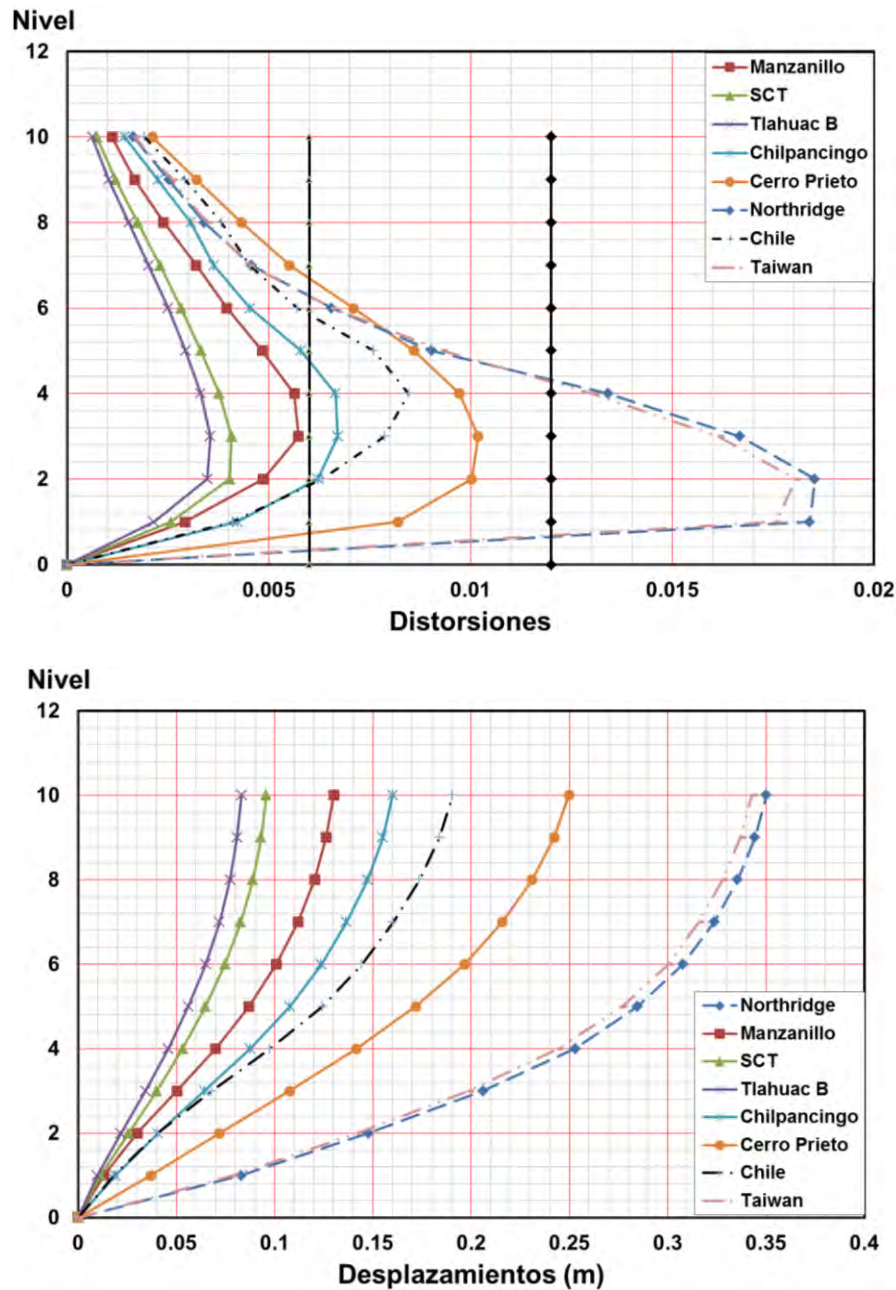 Nivel
12
10
8
6
4
2
0
Manzanillo
SCT
Tlahuac B
Chilpancingo
Cerro Prieto
Northridge
Chile
Taiwan
0 0.005 0.01 0.015 0.02
Distorsiones
Nivel
12
10
8
6
4
2
0
Northridge
Manzanillo
SCT
Tlahuac B
Chilpancingo
Cerro Prieto
Chile
Taiwan
0 0.05 0.1 0.15 0.2 0.25 0.3 0.35 0.4
Desplazamientos (m)